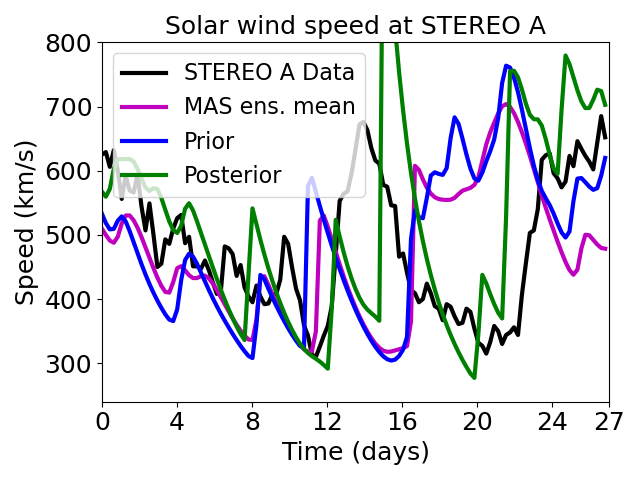 Solar wind speed at STEREO A
800
700
600
500
400
300
Speed (km/s)
STEREO A Data
MAS ens. mean
Prior
Posterior
0 4 8 12 16 20 24 27
Time (days)